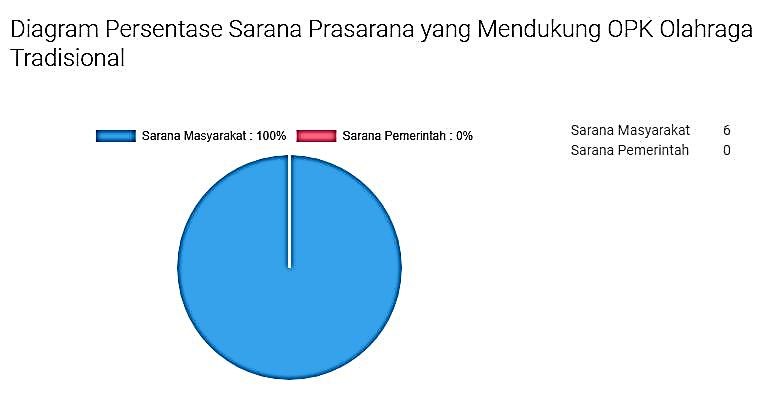 Diagram Persentase Sarana Prasarana yang Mendukung OPK Olahraga
Tradisional
Sarana Masyarakat : 100% Sarana Pemerintah : 0%
Sarana Masyarakat 6
Sarana Pemerintah 0